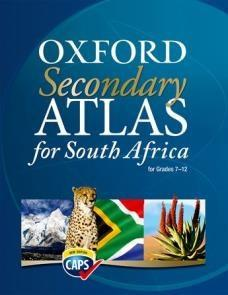 OXFORD
Secondary
ATLAS
for South Africa
for Grades 7–12
CAPS